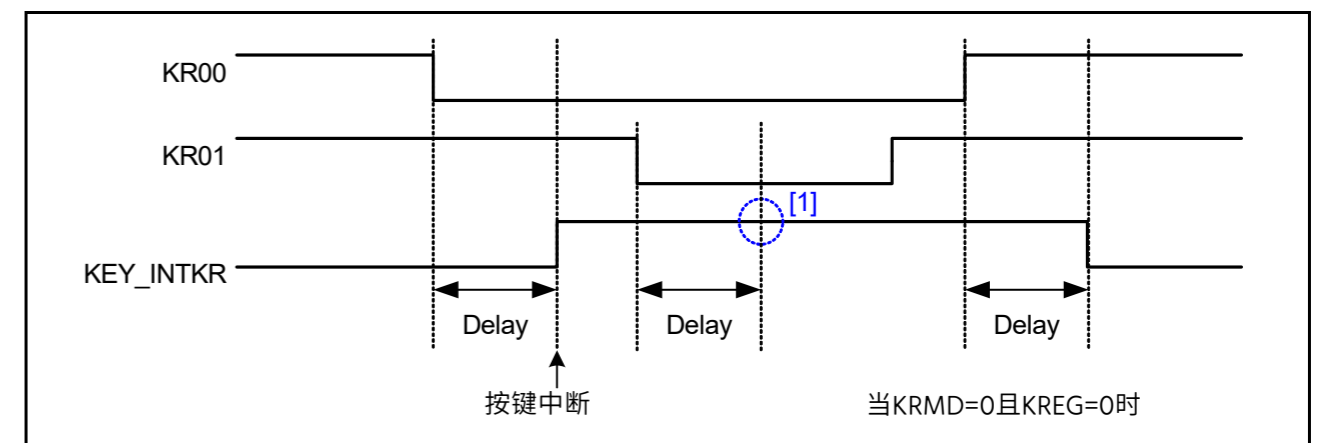 KR00
KR01
[1]
KEY_INTKR
Delay Delay Delay
按键中断 当KRMD=0且KREG=0时